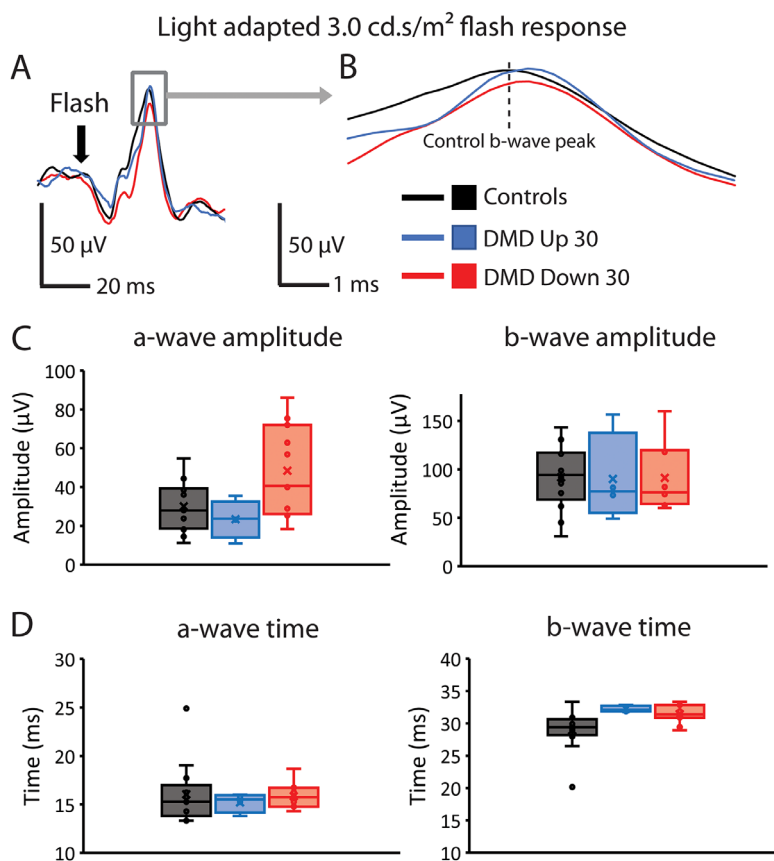 Light adapted 3.0 cd.s/m² flash response
A
B
Flash
Control b-wave peak
50 µV
20 ms
50 µV
1 ms
Controls
DMD Up 30
DMD Down 30
C
a-wave amplitude
b-wave amplitude
Amplitude (µV)
100
80
60
40
20
0
Amplitude (µV)
150
100
50
0
D
a-wave time
b-wave time
Time (ms)
30
25
20
15
10
Time (ms)
40
35
30
25
20
15
10